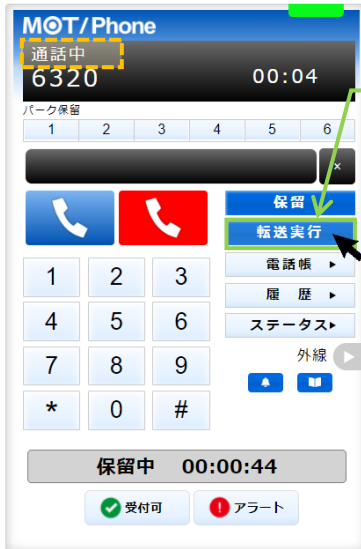 MOT/Phone
通話中
6320 00:04
パーク保留
1 2 3 4 5 6
×
保留
転送実行
電話帳
1 2 3
履 歴
4 5 6
ステータス
外線
7 8 9
* 0 #
保留中 00:00:44
受付可 アラート